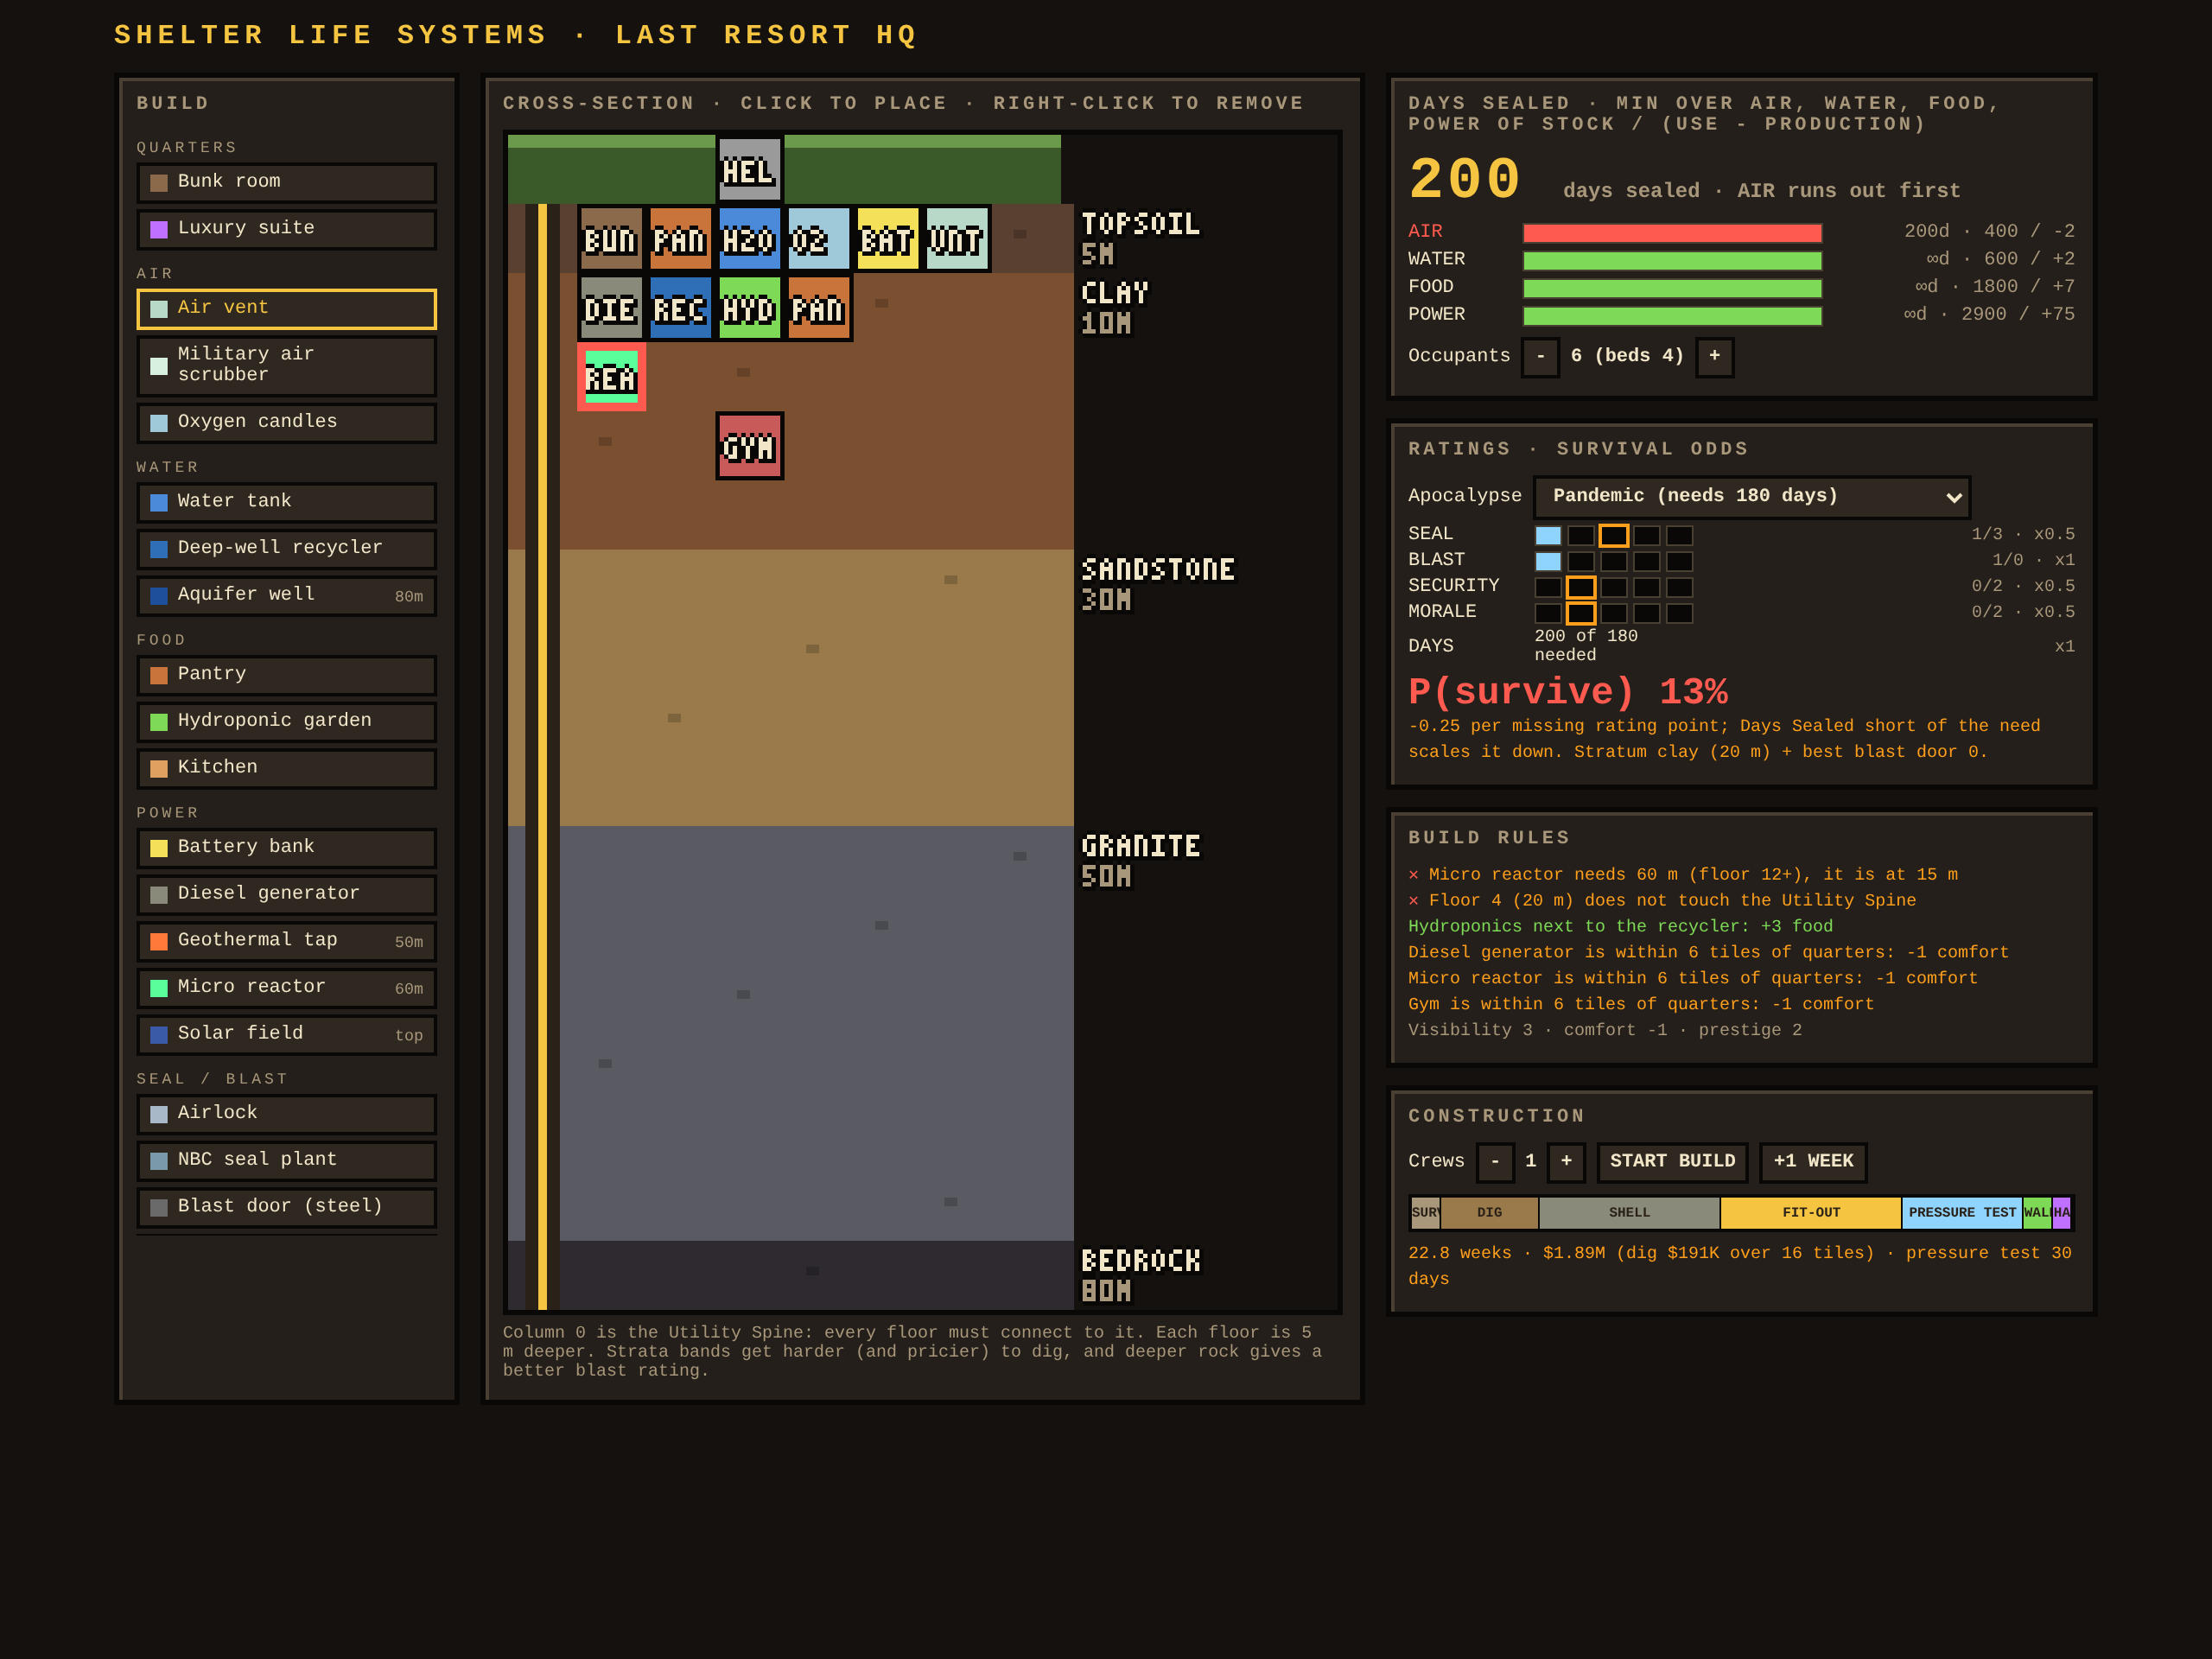 SHELTER LIFE SYSTEMS · LAST RESORT HQ
BUILD
QUARTERS
Bunk room
Luxury suite
AIR
Air vent
Military air
scrubber
Oxygen candles
WATER
Water tank
Deep-well recycler
Aquifer well 80m
FOOD
Pantry
Hydroponic garden
Kitchen
POWER
Battery bank
Diesel generator
Geothermal tap 50m
Micro reactor 60m
Solar field top
SEAL / BLAST
Airlock
NBC seal plant
Blast door (steel)
CROSS-SECTION · CLICK TO PLACE · RIGHT-CLICK TO REMOVE
HEL
BUN PAN H2O O2 BAT VNT
TOPSOIL
5M
DIE REC HYD PAN
CLAY
10M
REA
GYM
SANDSTONE
30M
GRANITE
50M
BEDROCK
80M
Column 0 is the Utility Spine: every floor must connect to it. Each floor is 5
m deeper. Strata bands get harder (and pricier) to dig, and deeper rock gives a
better blast rating.
DAYS SEALED · MIN OVER AIR, WATER, FOOD,
POWER OF STOCK / (USE - PRODUCTION)
200 days sealed · AIR runs out first
AIR 200d · 400 / -2
WATER ∞d · 600 / +2
FOOD ∞d · 1800 / +7
POWER ∞d · 2900 / +75
Occupants - 6 (beds 4) +
RATINGS · SURVIVAL ODDS
Apocalypse Pandemic (needs 180 days)
SEAL 1/3 · x0.5
BLAST 1/0 · x1
SECURITY 0/2 · x0.5
MORALE 0/2 · x0.5
DAYS 200 of 180 needed x1
P(survive) 13%
-0.25 per missing rating point; Days Sealed short of the need
scales it down. Stratum clay (20 m) + best blast door 0.
BUILD RULES
× Micro reactor needs 60 m (floor 12+), it is at 15 m
× Floor 4 (20 m) does not touch the Utility Spine
Hydroponics next to the recycler: +3 food
Diesel generator is within 6 tiles of quarters: -1 comfort
Micro reactor is within 6 tiles of quarters: -1 comfort
Gym is within 6 tiles of quarters: -1 comfort
Visibility 3 · comfort -1 · prestige 2
CONSTRUCTION
Crews - 1 + START BUILD +1 WEEK
SURV DIG SHELL FIT-OUT PRESSURE TEST WAL HA
22.8 weeks · $1.89M (dig $191K over 16 tiles) · pressure test 30
days